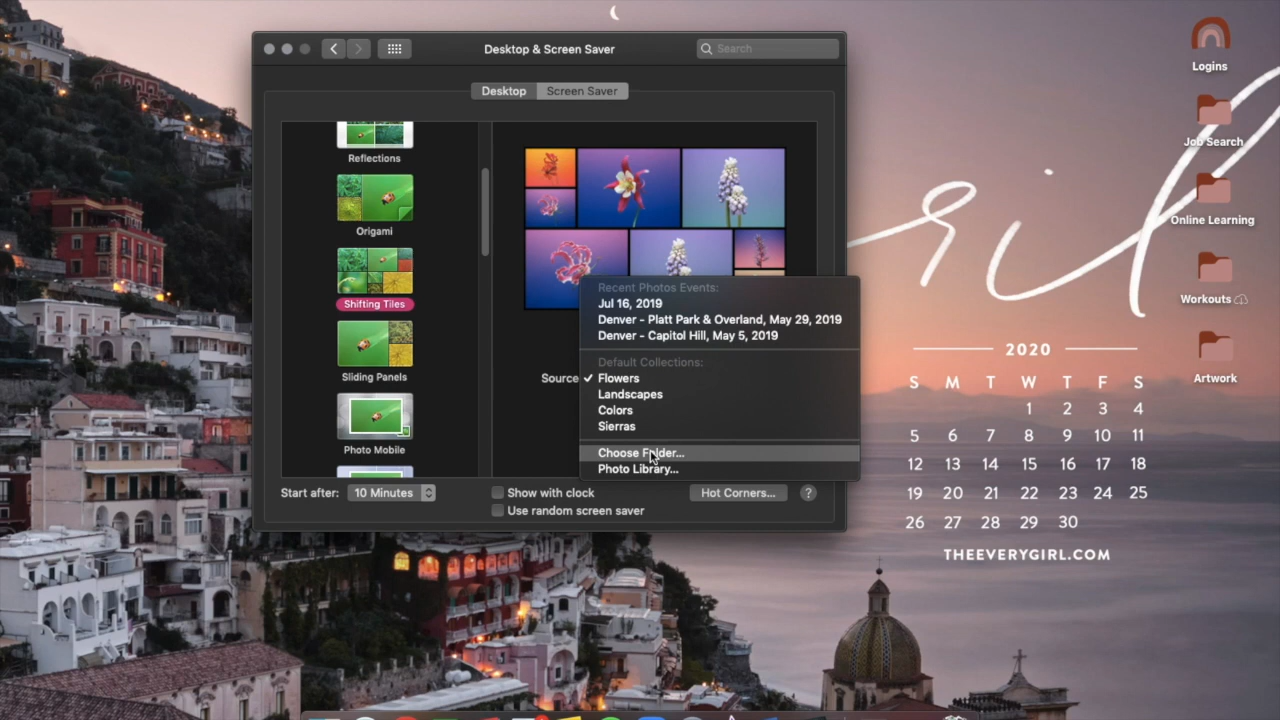 Desktop & Screen Saver
Search
Desktop
Screen Saver
Reflections
Origami
Shifting Tiles
Sliding Panels
Photo Mobile
Recent Photos Events:
Jul 16, 2019
Denver - Platt Park & Overland, May 29, 2019
Denver - Capitol Hill, May 5, 2019
Default Collections:
Source
✓ Flowers
Landscapes
Colors
Sierras
Choose Folder...
Photo Library...
Start after:
10 Minutes
Show with clock
Use random screen saver
Hot Corners...
?
Logins
Job Search
Online Learning
Workouts
Artwork
ril
2020
S M T W T F S
1 2 3 4
5 6 7 8 9 10 11
12 13 14 15 16 17 18
19 20 21 22 23 24 25
26 27 28 29 30
THEEVERYGIRL.COM